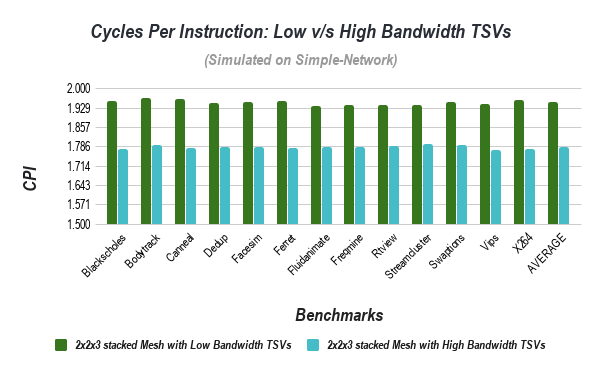 Cycles Per Instruction: Low v/s High Bandwidth TSVs
(Simulated on Simple-Network)
CPI
2.000
1.929
1.857
1.786
1.714
1.643
1.571
1.500
Blackscholes
Bodytrack
Canneal
Dedup
Facesim
Ferret
Fluidanimate
Freqmine
Rtview
Streamcluster
Swaptions
Vips
X264
AVERAGE
Benchmarks
2x2x3 stacked Mesh with Low Bandwidth TSVs
2x2x3 stacked Mesh with High Bandwidth TSVs